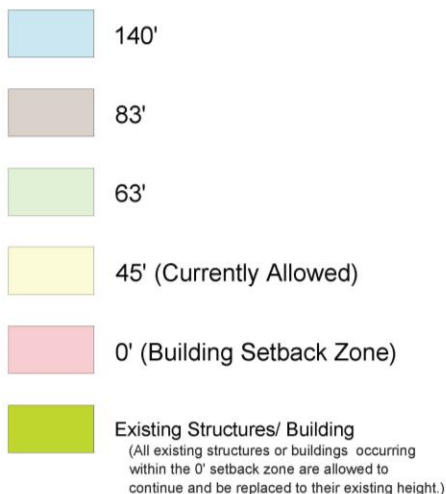 140'
83'
63'
45' (Currently Allowed)
0' (Building Setback Zone)
Existing Structures/ Building
(All existing structures or buildings occurring
within the 0' setback zone are allowed to
continue and be replaced to their existing height.)